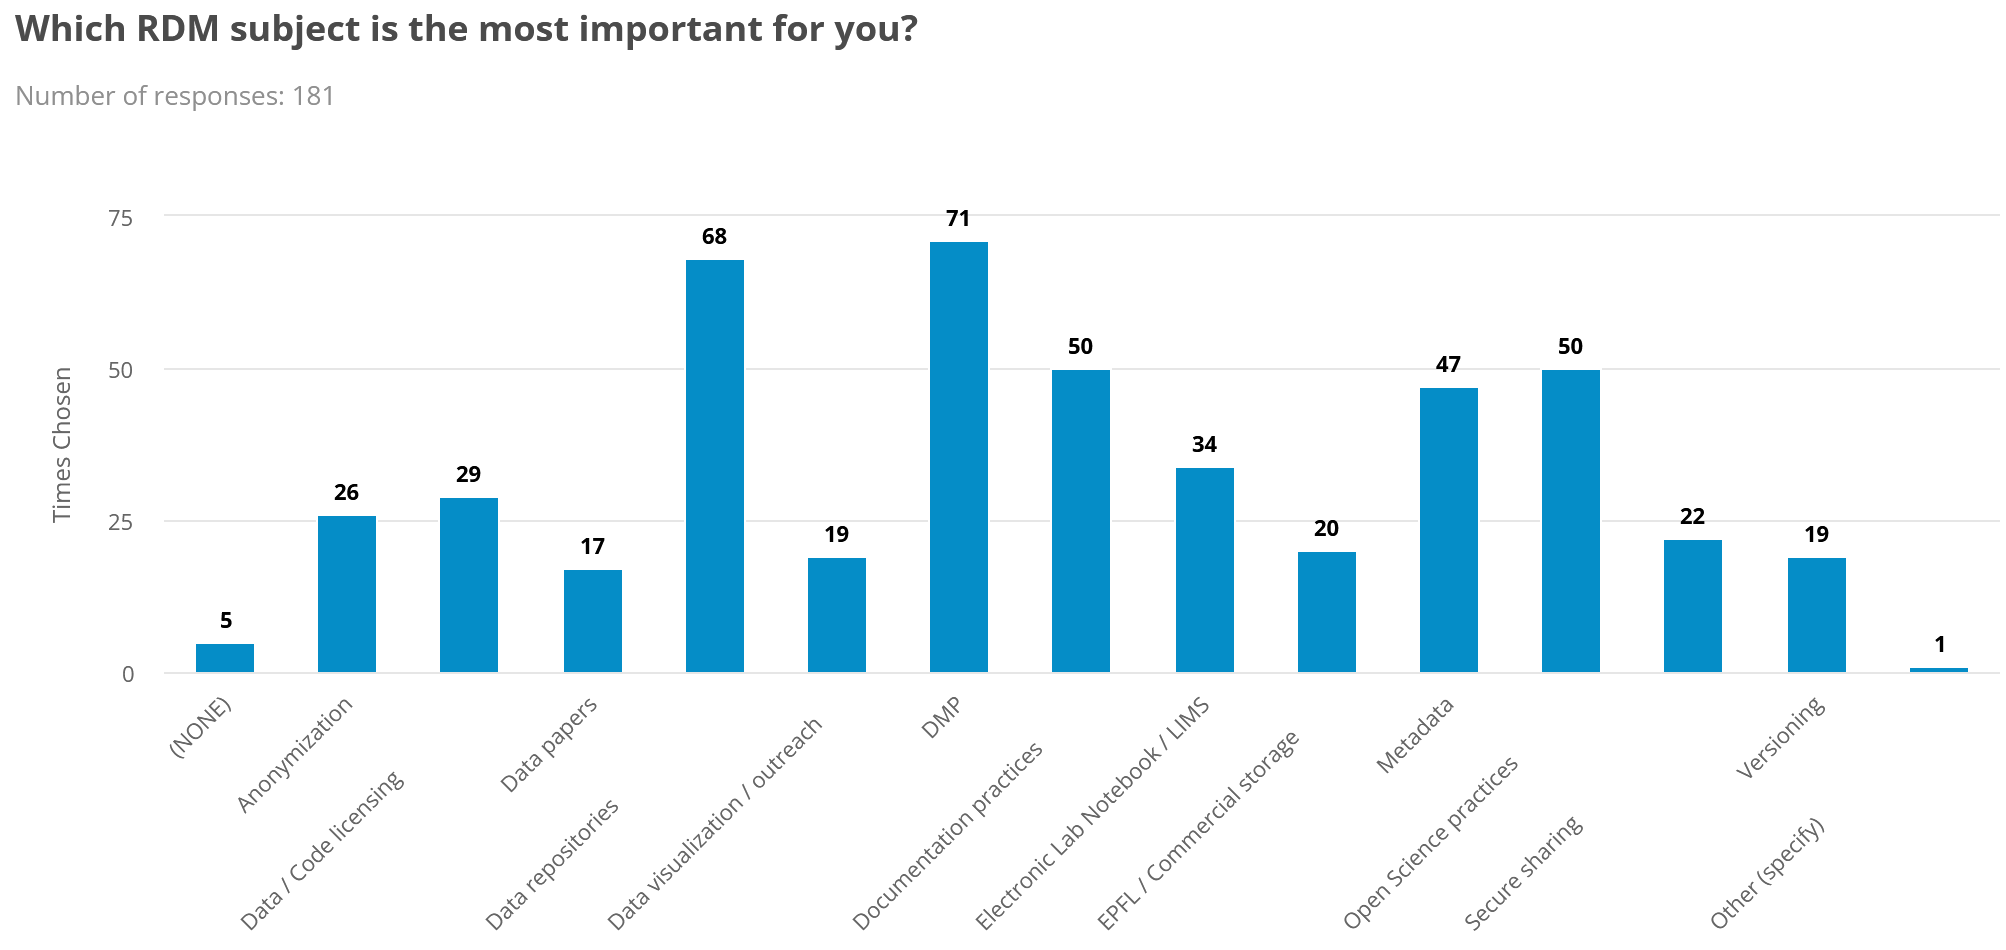 Which RDM subject is the most important for you?
Number of responses: 181
Times Chosen
75
50
25
0
5
26
29
17
68
19
71
50
34
20
47
50
22
19
1
(NONE)
Anonymization
Data / Code licensing
Data papers
Data repositories
Data visualization / outreach
DMP
Documentation practices
Electronic Lab Notebook / LIMS
EPFL / Commercial storage
Metadata
Open Science practices
Secure sharing
Versioning
Other (specify)